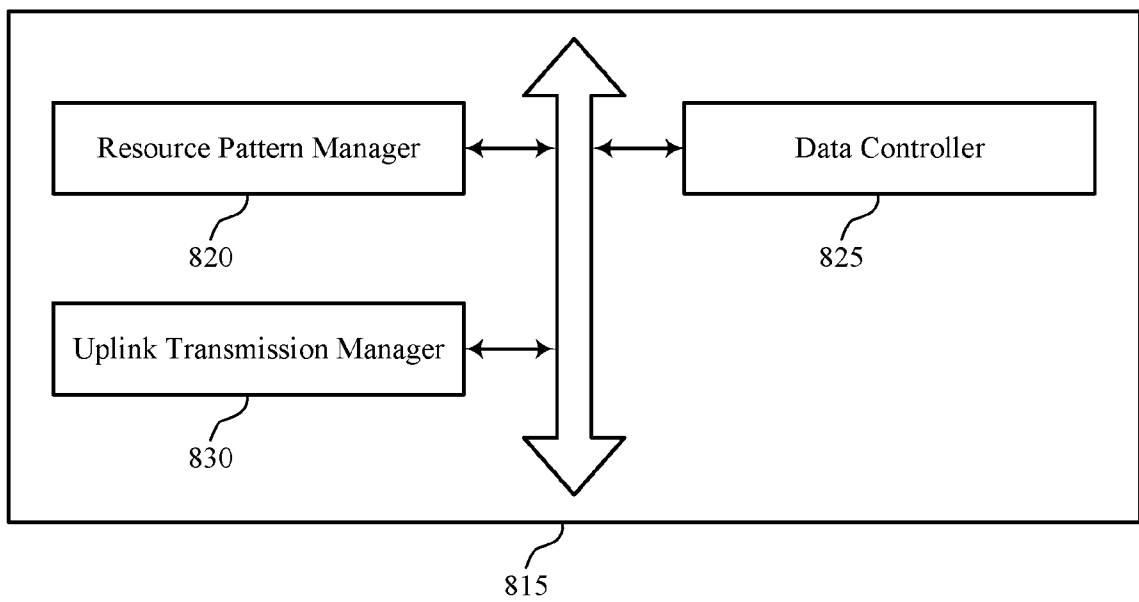 Resource Pattern Manager
Data Controller
820
825
Uplink Transmission Manager
830
815